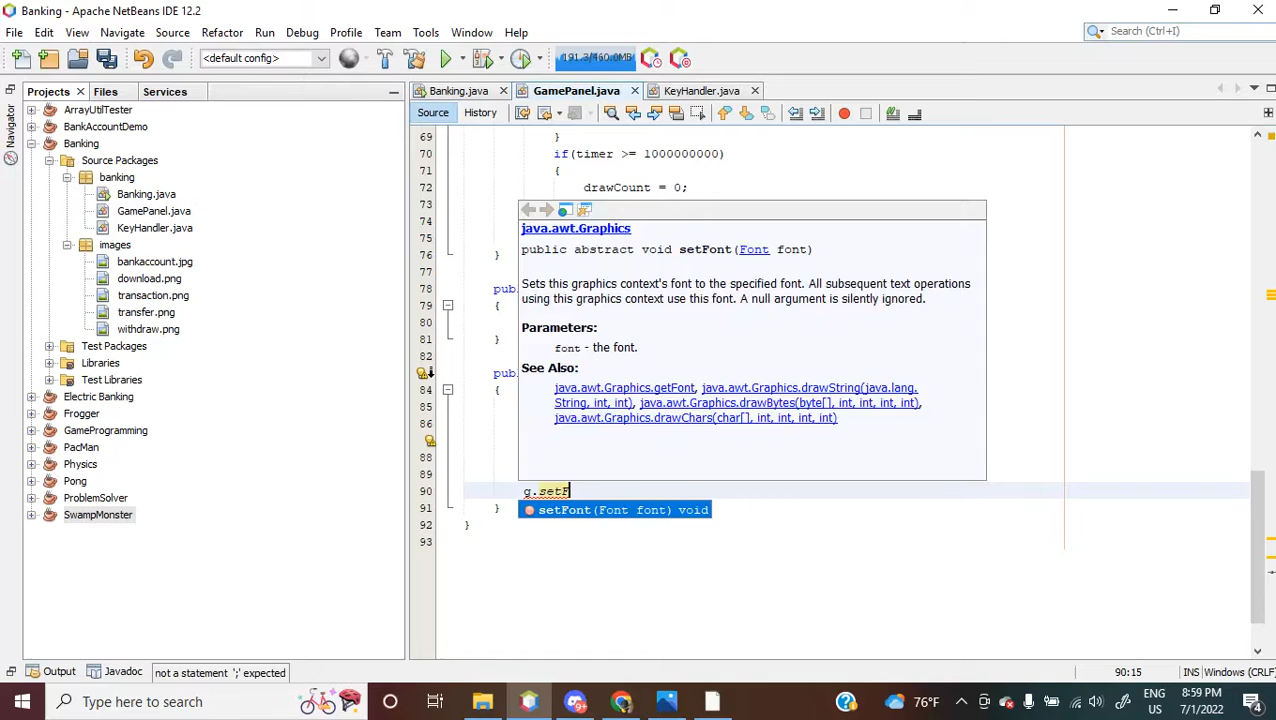 Banking - Apache NetBeans IDE 12.2
File Edit View Navigate Source Refactor Run Debug Profile Team Tools Window Help
Search (Ctrl+I)
<default config>
191.3/460.0MB
Projects Files Services
Banking.java GamePanel.java KeyHandler.java
Navigator
Source History
ArrayUtilTester
BankAccountDemo
Banking
Source Packages
banking
Banking.java
GamePanel.java
KeyHandler.java
images
bankaccount.jpg
download.png
transaction.png
transfer.png
withdraw.png
Test Packages
Libraries
Test Libraries
Electric Banking
Frogger
GameProgramming
PacMan
Physics
Pong
ProblemSolver
SwampMonster
69 }
70 if(timer >= 1000000000)
71 {
72 drawCount = 0;
73
74
75
76 }
77
78 pub
79 {
80
81 }
82
pub
84 {
85
86
88
89
90 g.setF
91 }
92 }
93
java.awt.Graphics
public abstract void setFont(Font font)
Sets this graphics context's font to the specified font. All subsequent text operations
using this graphics context use this font. A null argument is silently ignored.
Parameters:
font - the font.
See Also:
java.awt.Graphics.getFont, java.awt.Graphics.drawString(java.lang.
String, int, int), java.awt.Graphics.drawBytes(byte[], int, int, int, int),
java.awt.Graphics.drawChars(char[], int, int, int, int)
setFont(Font font) void
Output Javadoc not a statement ';' expected
90:15 INS Windows (CRLF)
Type here to search
9+
76°F
ENG
US
8:59 PM
7/1/2022
4